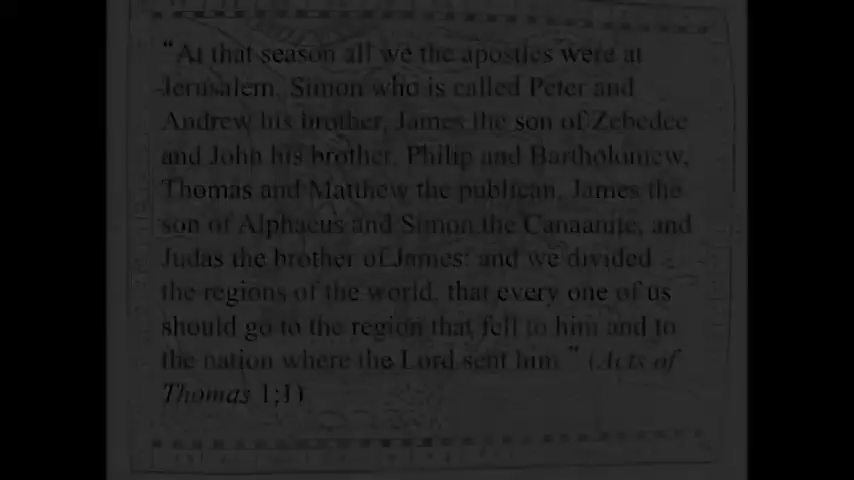 “At that season all we the apostles were at
Jerusalem, Simon who is called Peter and
Andrew his brother, James the son of Zebedee
and John his brother, Philip and Bartholomew,
Thomas and Matthew the publican, James the
son of Alphaeus and Simon the Canaanite, and
Judas the brother of James: and we divided
the regions of the world, that every one of us
should go to the region that fell to him and to
the nation where the Lord sent him.” (Acts of
Thomas 1;1)